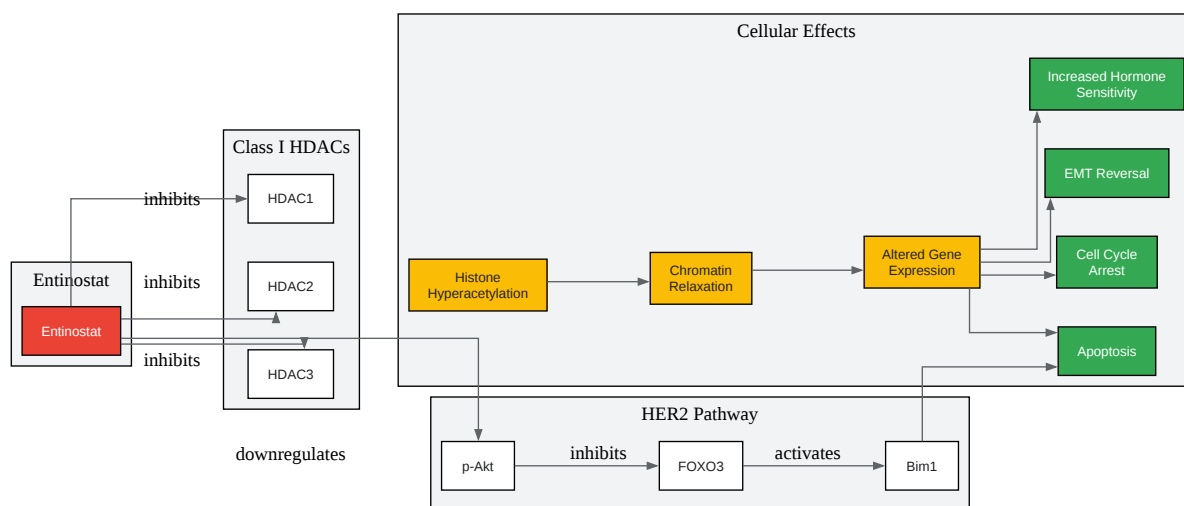 Cellular Effects
Increased Hormone
Sensitivity
Class I HDACs
EMT Reversal
inhibits
HDAC1
Entinostat
inhibits
HDAC2
Histone
Hyperacetylation
Chromatin
Relaxation
Altered Gene
Expression
Cell Cycle
Arrest
Entinostat
inhibits
HDAC3
Apoptosis
HER2 Pathway
downregulates
p-Akt
inhibits
FOXO3
activates
Bim1